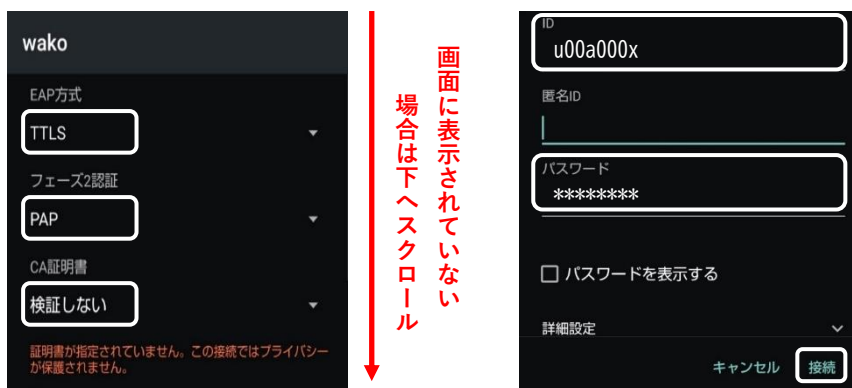 wako
EAP方式
TTLS
フェーズ2認証
PAP
CA証明書
検証しない
証明書が指定されていません。この接続ではプライバシー
が保護されません。
画面に表示されていない
場合は下へスクロール
ID
u00a000x
匿名ID
パスワード
********
パスワードを表示する
詳細設定
キャンセル
接続